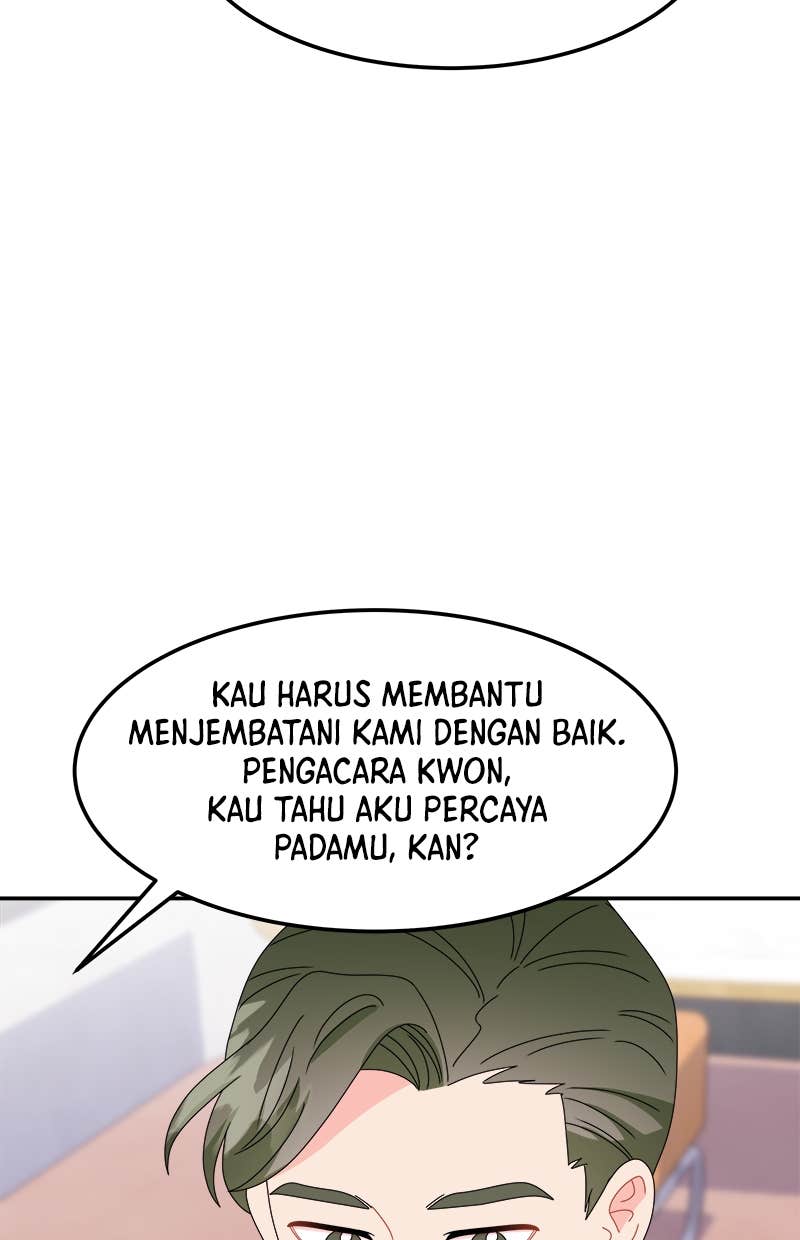 KAU HARUS MEMBANTU
MENJEMBATANI KAMI DENGAN BAIK.
PENGACARA KWON,
KAU TAHU AKU PERCAYA
PADAMU, KAN?